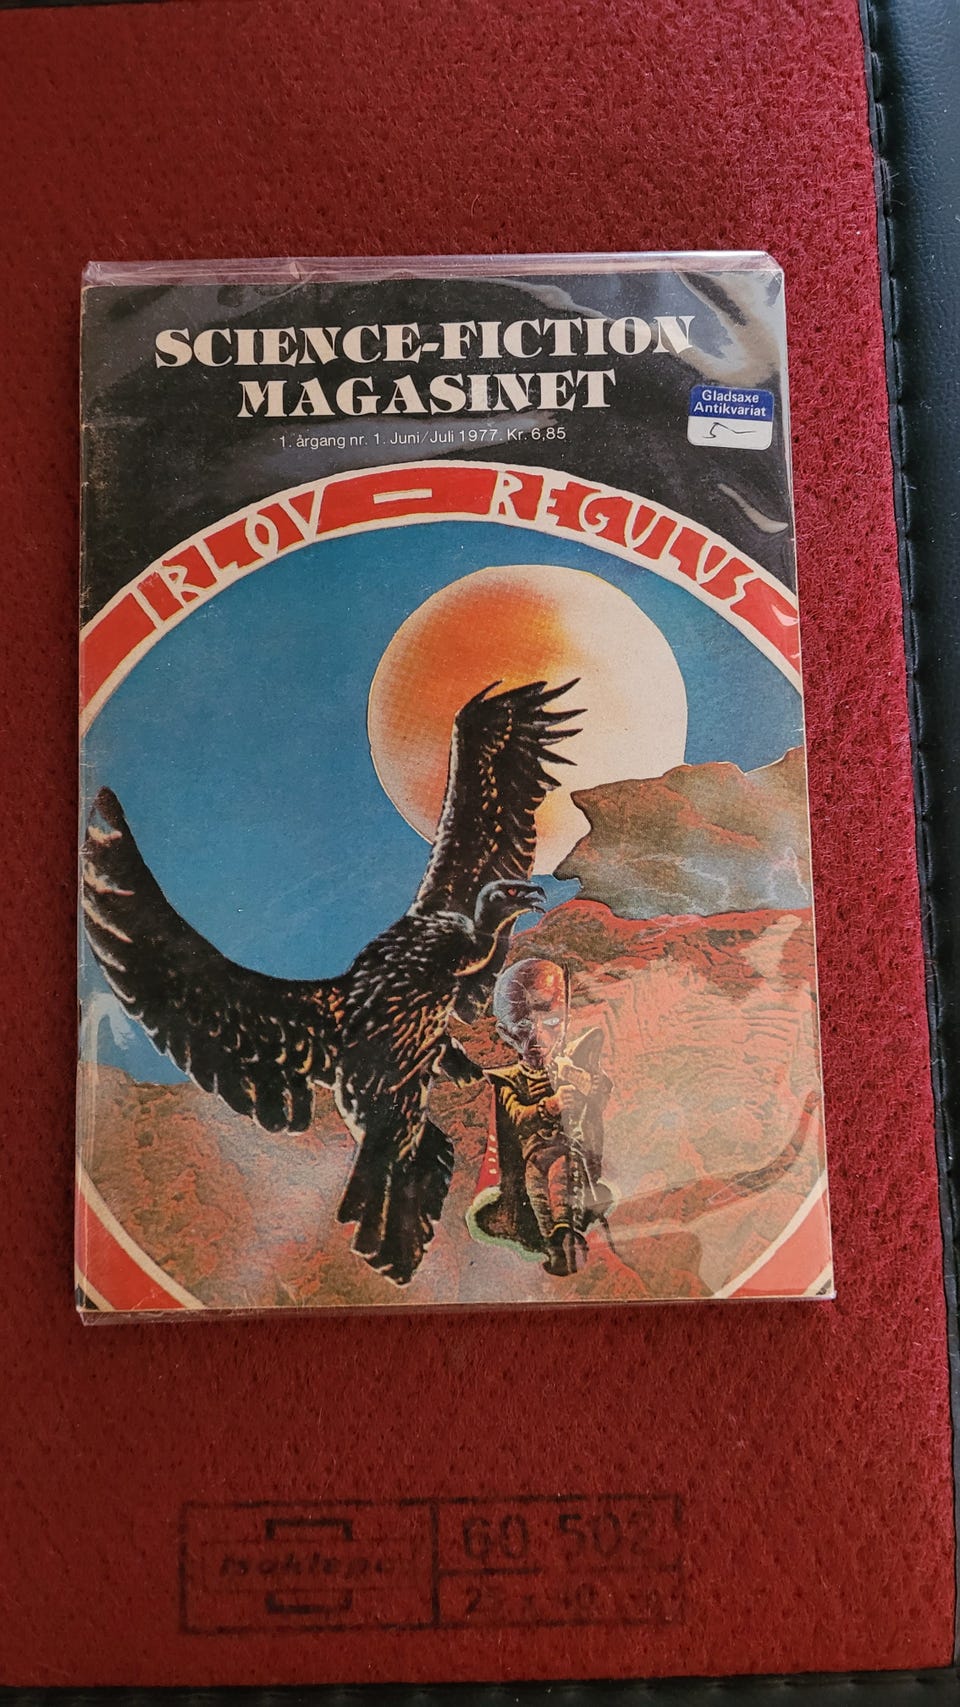 SCIENCE-FICTION
MAGASINET
1. årgang nr. 1. Juni/Juli 1977. Kr. 6,85
Gladsaxe
Antikvariat
5-
IRLOV — REGULUS
60 502